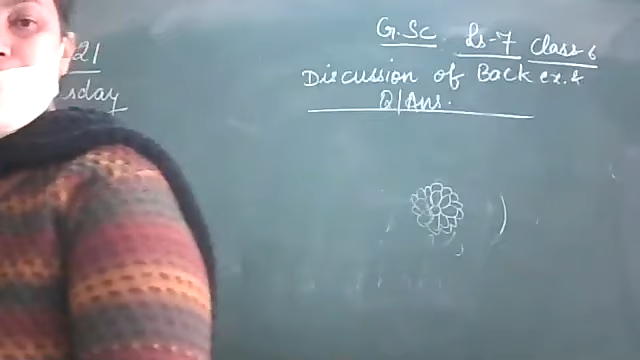 G.Sc Ls-7 Class 6
21
Discussion of Back ex. &
sday
Q/Ans.